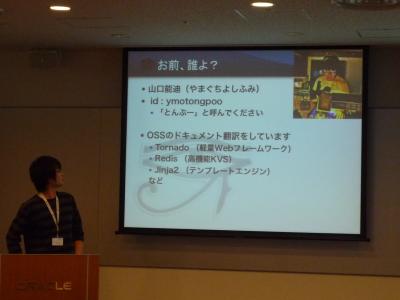 お前、誰よ？
• 山口能迪（やまぐちよしふみ）
• id : ymotongpoo
• 「とんぷー」と呼んでください
• OSSのドキュメント翻訳をしています
• Tornado（軽量Webフレームワーク）
• Redis（高機能KVS）
• Jinja2（テンプレートエンジン）
など
ORACLE